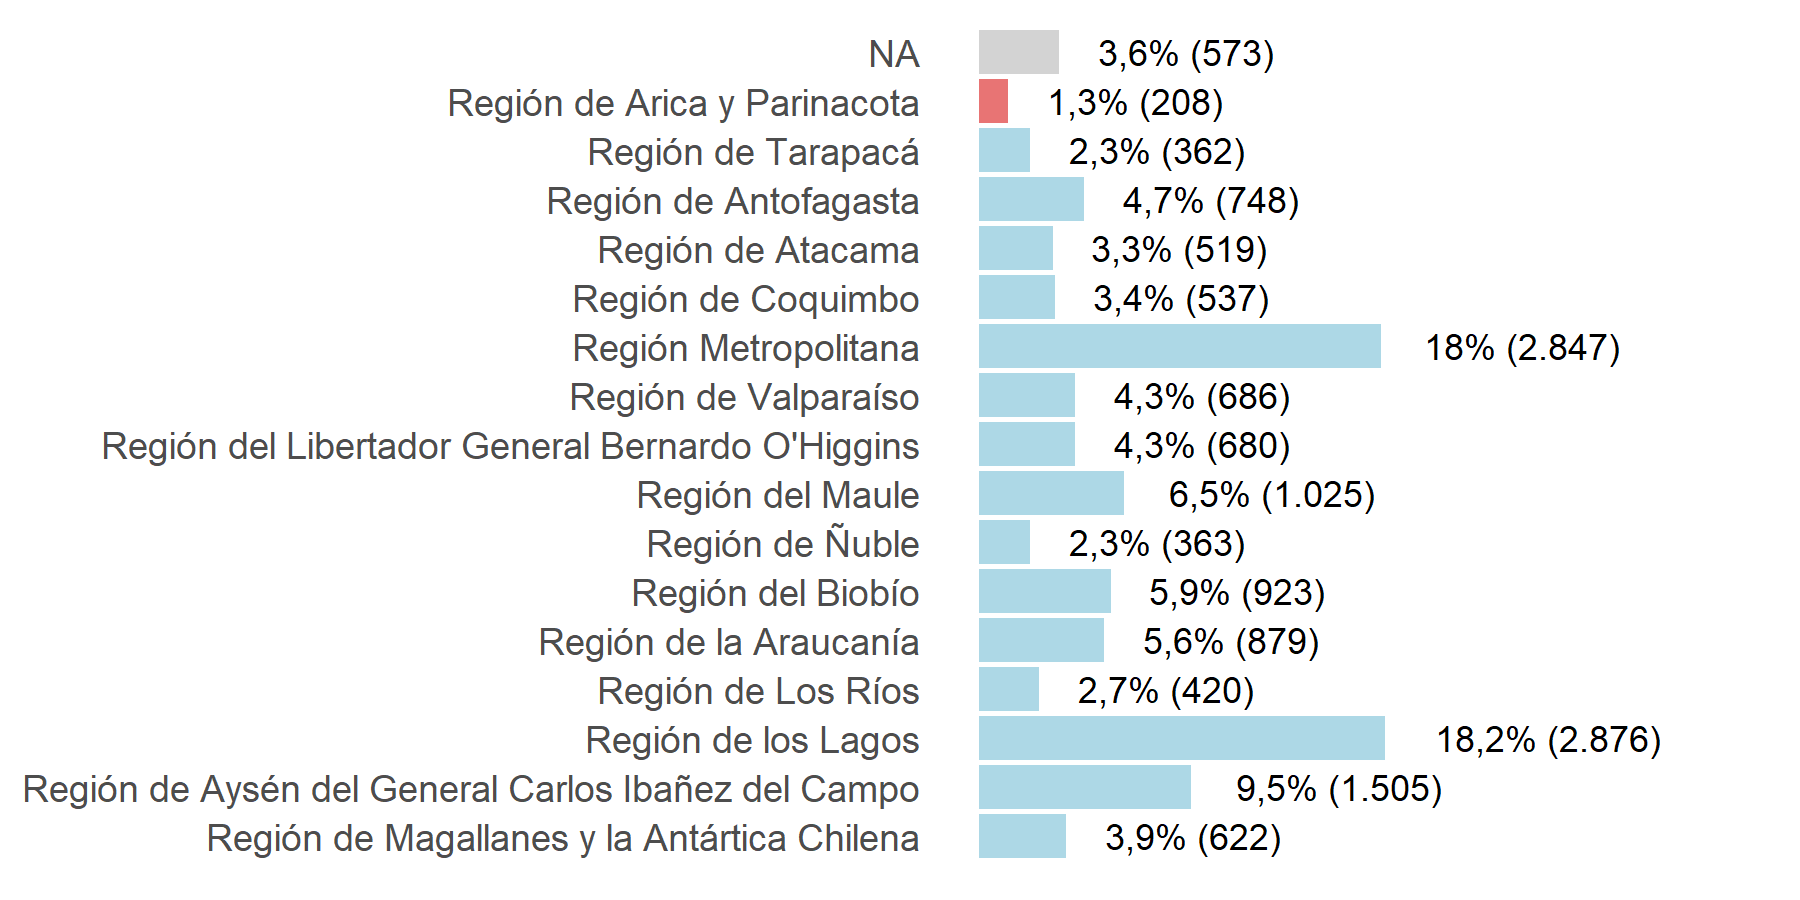 NA 3,6% (573)
Región de Arica y Parinacota 1,3% (208)
Región de Tarapacá 2,3% (362)
Región de Antofagasta 4,7% (748)
Región de Atacama 3,3% (519)
Región de Coquimbo 3,4% (537)
Región Metropolitana 18% (2.847)
Región de Valparaíso 4,3% (686)
Región del Libertador General Bernardo O'Higgins 4,3% (680)
Región del Maule 6,5% (1.025)
Región de Ñuble 2,3% (363)
Región del Biobío 5,9% (923)
Región de la Araucanía 5,6% (879)
Región de Los Ríos 2,7% (420)
Región de los Lagos 18,2% (2.876)
Región de Aysén del General Carlos Ibañez del Campo 9,5% (1.505)
Región de Magallanes y la Antártica Chilena 3,9% (622)